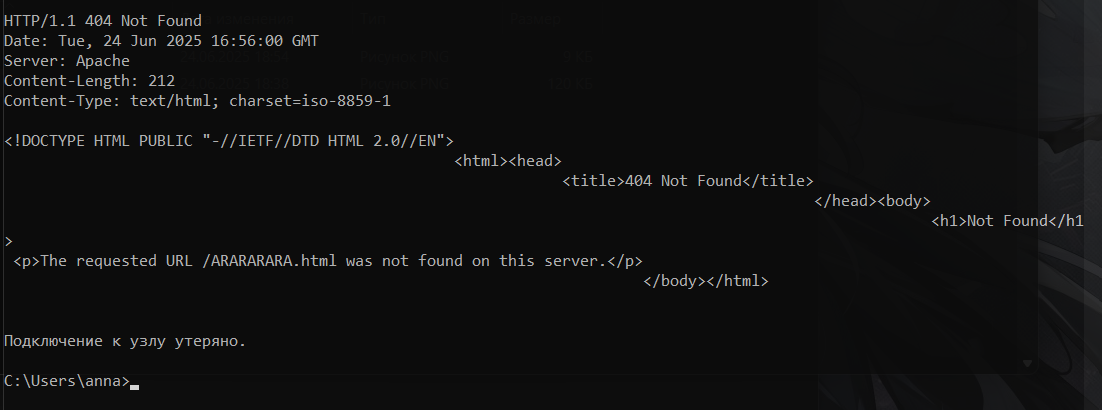 HTTP/1.1 404 Not Found
Date: Tue, 24 Jun 2025 16:56:00 GMT
Server: Apache
Content-Length: 212
Content-Type: text/html; charset=iso-8859-1
<!DOCTYPE HTML PUBLIC "-//IETF//DTD HTML 2.0//EN">
<html><head>
<title>404 Not Found</title>
</head><body>
<h1>Not Found</h1
>
<p>The requested URL /ARARARARA.html was not found on this server.</p>
</body></html>
Подключение к узлу утеряно.
C:\Users\anna>